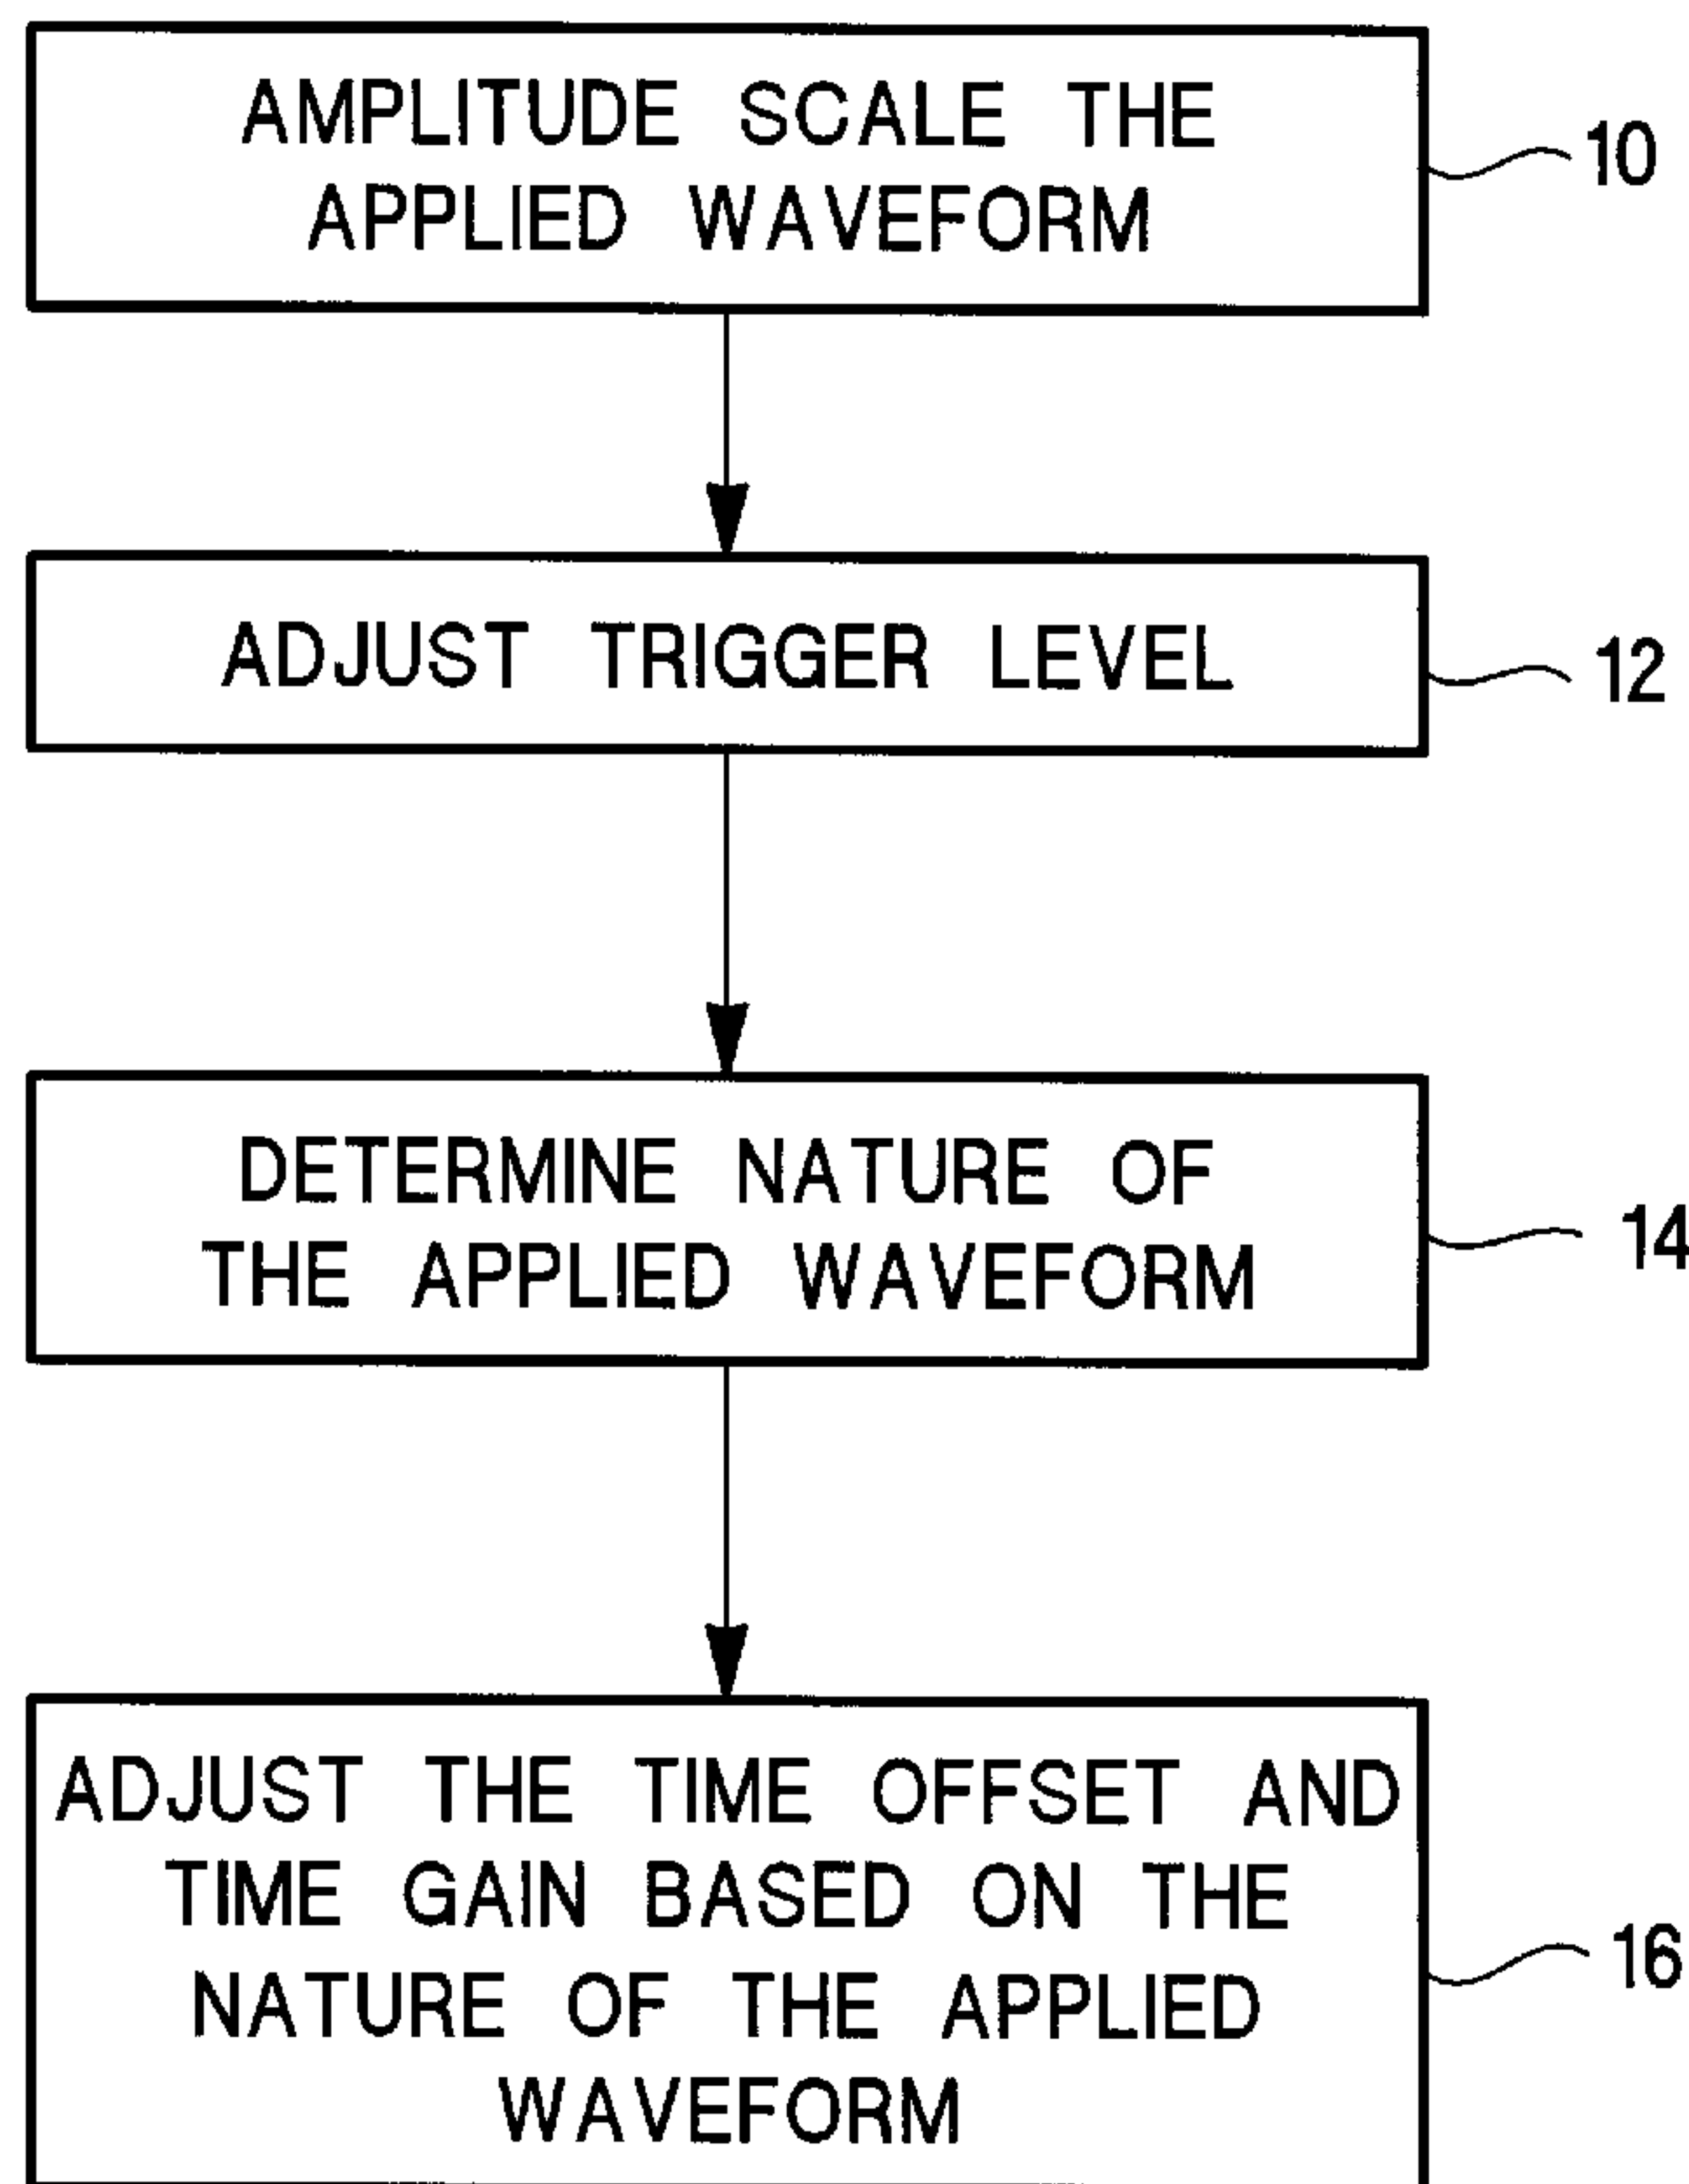 AMPLITUDE SCALE THE
APPLIED WAVEFORM
10
ADJUST TRIGGER LEVEL
12
DETERMINE NATURE OF
THE APPLIED WAVEFORM
14
ADJUST THE TIME OFFSET AND
TIME GAIN BASED ON THE
NATURE OF THE APPLIED
WAVEFORM
16